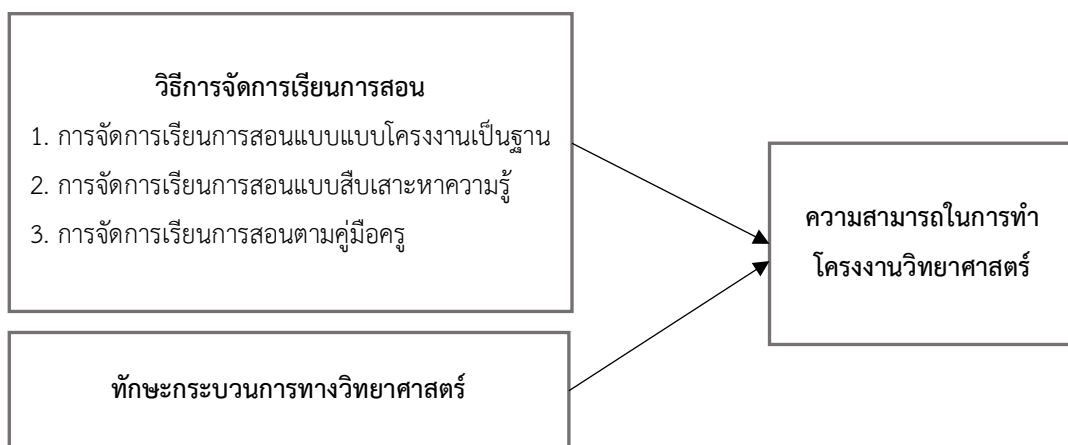 วิธีการจัดการเรียนการสอน
1. การจัดการเรียนการสอนแบบแบบโครงงานเป็นฐาน
2. การจัดการเรียนการสอนแบบสืบเสาะหาความรู้
3. การจัดการเรียนการสอนตามคู่มือครู
ความสามารถในการทำ
โครงงานวิทยาศาสตร์
ทักษะกระบวนการทางวิทยาศาสตร์